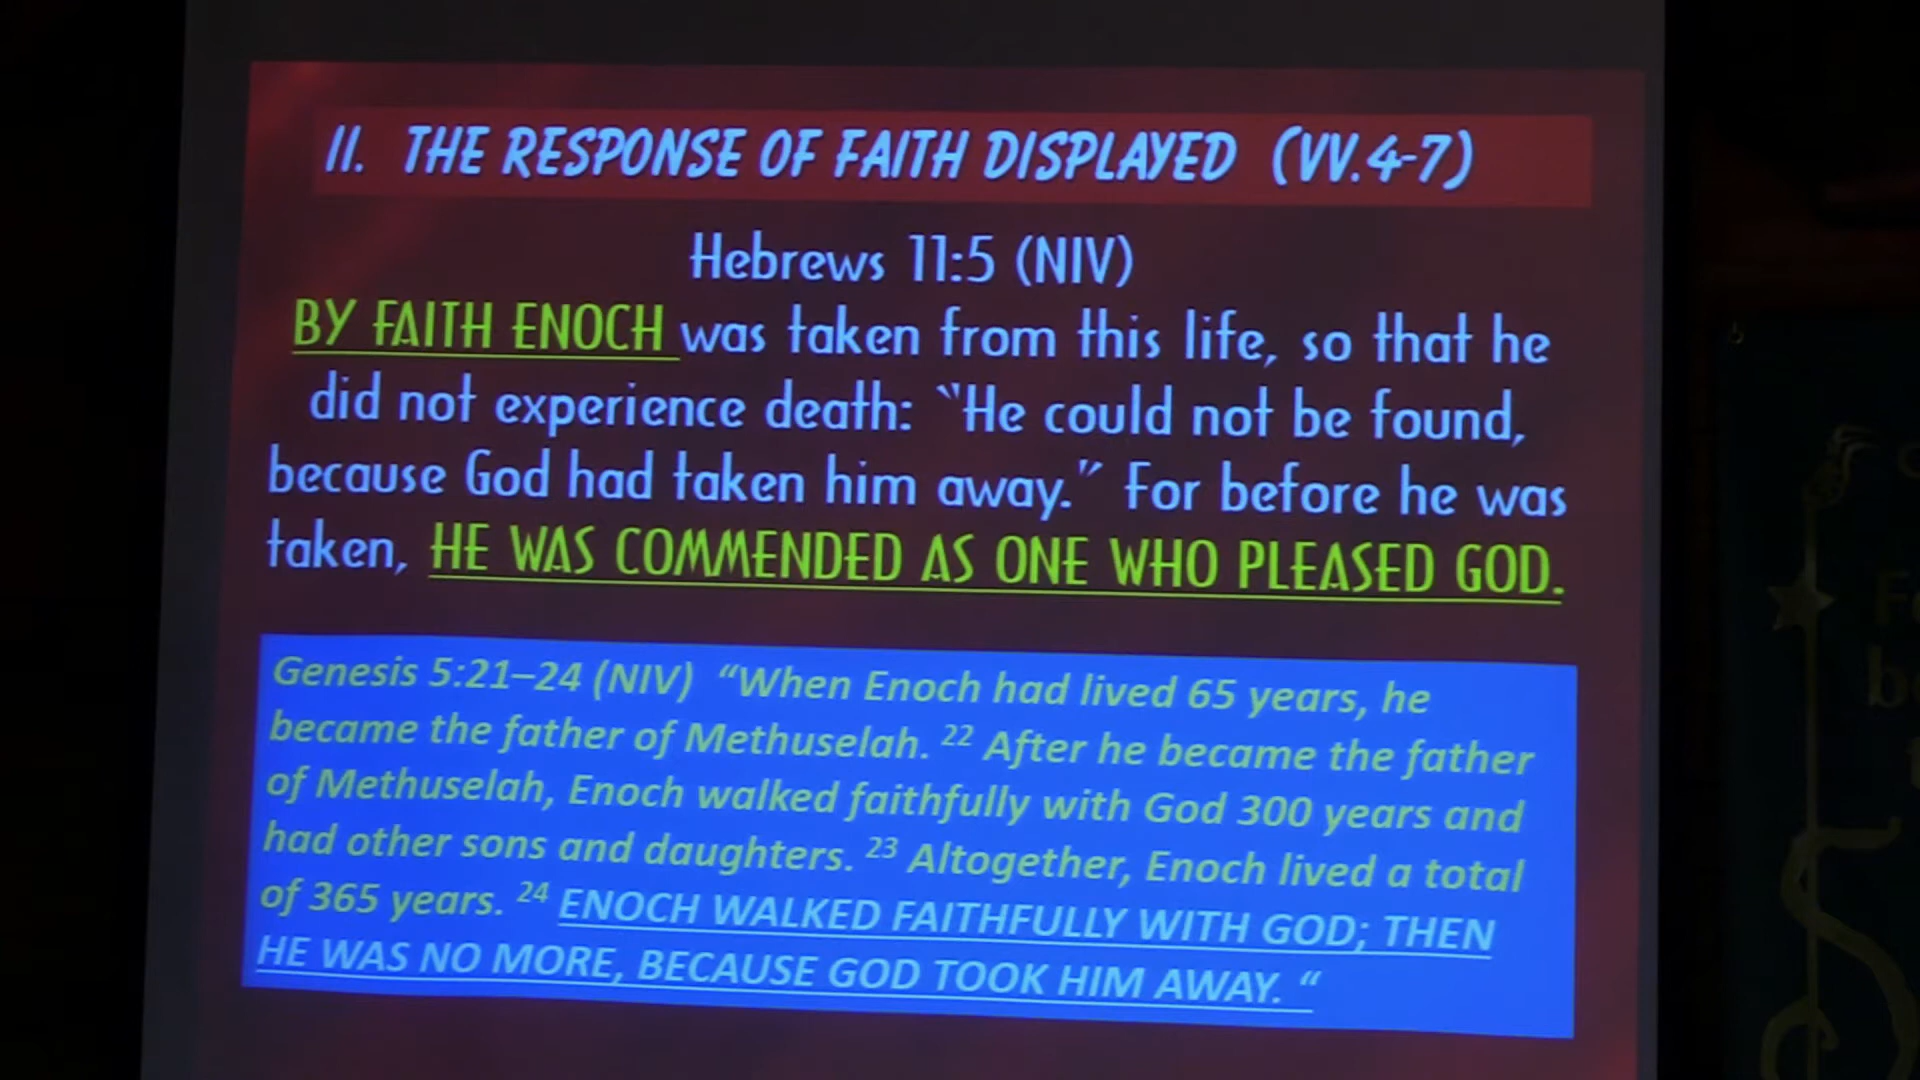 II. THE RESPONSE OF FAITH DISPLAYED (VV.4-7)
Hebrews 11:5 (NIV)
BY FAITH ENOCH was taken from this life, so that he
did not experience death: “He could not be found,
because God had taken him away.” For before he was
taken, HE WAS COMMENDED AS ONE WHO PLEASED GOD.
Genesis 5:21–24 (NIV) “When Enoch had lived 65 years, he
became the father of Methuselah. 22 After he became the father
of Methuselah, Enoch walked faithfully with God 300 years and
had other sons and daughters. 23 Altogether, Enoch lived a total
of 365 years. 24 ENOCH WALKED FAITHFULLY WITH GOD; THEN
HE WAS NO MORE, BECAUSE GOD TOOK HIM AWAY. “